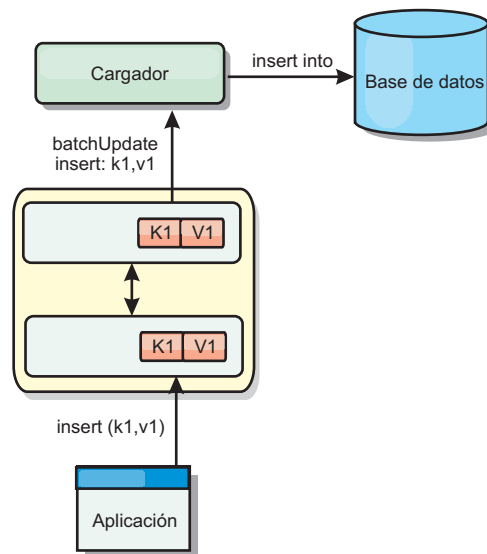 Cargador
insert into
Base de datos
batchUpdate
insert: k1,v1
K1 V1
K1 V1
insert (k1,v1)
Aplicación